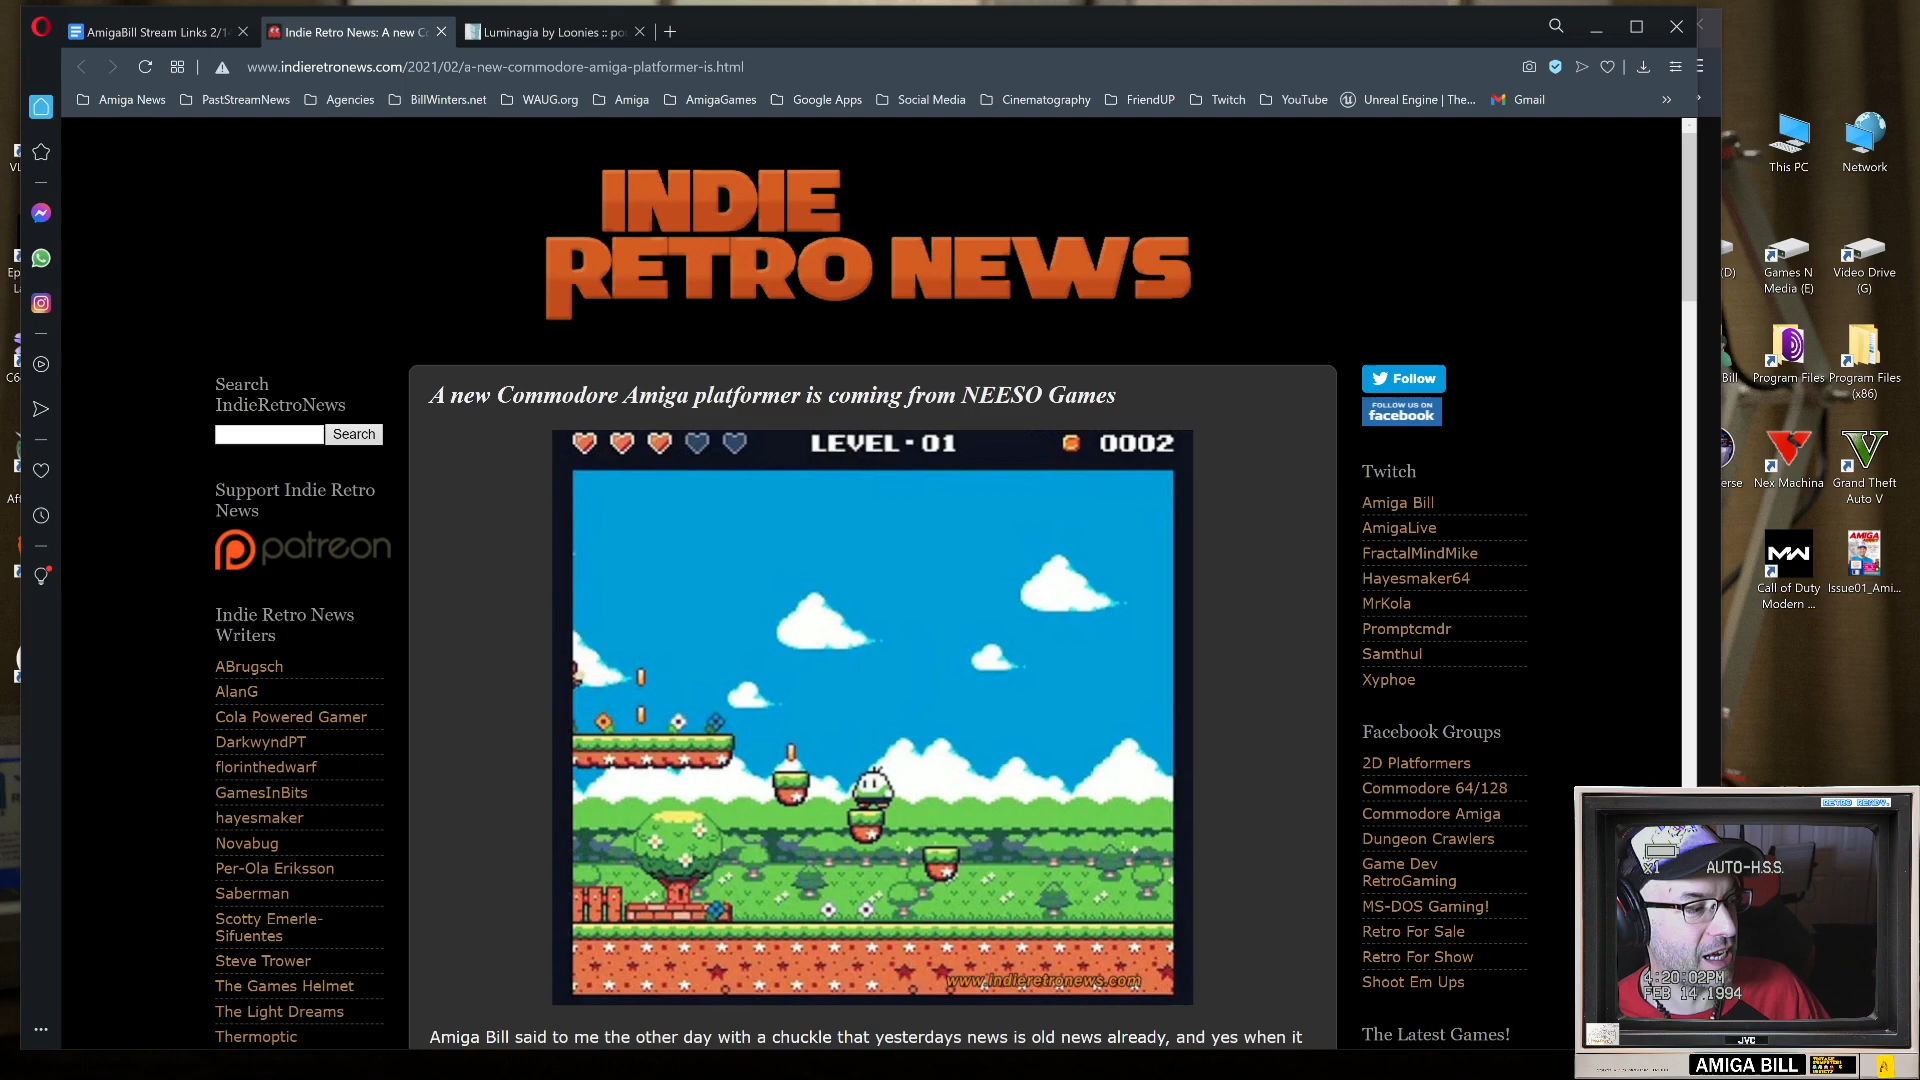 AmigaBill Stream Links 2/1
Indie Retro News: A new C
Luminagia by Loonies :: po
www.indieretronews.com/2021/02/a-new-commodore-amiga-platformer-is.html
Amiga News
PastStreamNews
Agencies
BillWinters.net
WAUG.org
Amiga
AmigaGames
Google Apps
Social Media
Cinematography
FriendUP
Twitch
YouTube
Unreal Engine | The...
Gmail
INDIE
RETRO NEWS
Search
IndieRetroNews
Search
Support Indie Retro
News
patreon
Indie Retro News
Writers
ABrugsch
AlanG
Cola Powered Gamer
DarkwyndPT
florinthedwarf
GamesInBits
hayesmaker
Novabug
Per-Ola Eriksson
Saberman
Scotty Emerle-
Sifuentes
Steve Trower
The Games Helmet
The Light Dreams
Thermoptic
A new Commodore Amiga platformer is coming from NEESO Games
LEVEL-01
0002
www.indieretronews.com
Amiga Bill said to me the other day with a chuckle that yesterdays news is old news already, and yes when it
Follow
FOLLOW US ON
facebook
Twitch
Amiga Bill
AmigaLive
FractalMindMike
Hayesmaker64
MrKola
Promptcmdr
Samthul
Xyphoe
Facebook Groups
2D Platformers
Commodore 64/128
Commodore Amiga
Dungeon Crawlers
Game Dev
RetroGaming
MS-DOS Gaming!
Retro For Sale
Retro For Show
Shoot Em Ups
The Latest Games!
This PC
Network
(D)
Games N
Media (E)
Video Drive
(G)
Bill
Program Files
Program Files
(x86)
erse
Nex Machina
Grand Theft
Auto V
Call of Duty
Modern ...
Issue01_Ami...
VL
Ep
La
C6
Aft
RETRO READY.
x1
AUTO-H.S.S.
4:20:02PM
FEB 14.1994
JVC
AMIGA BILL